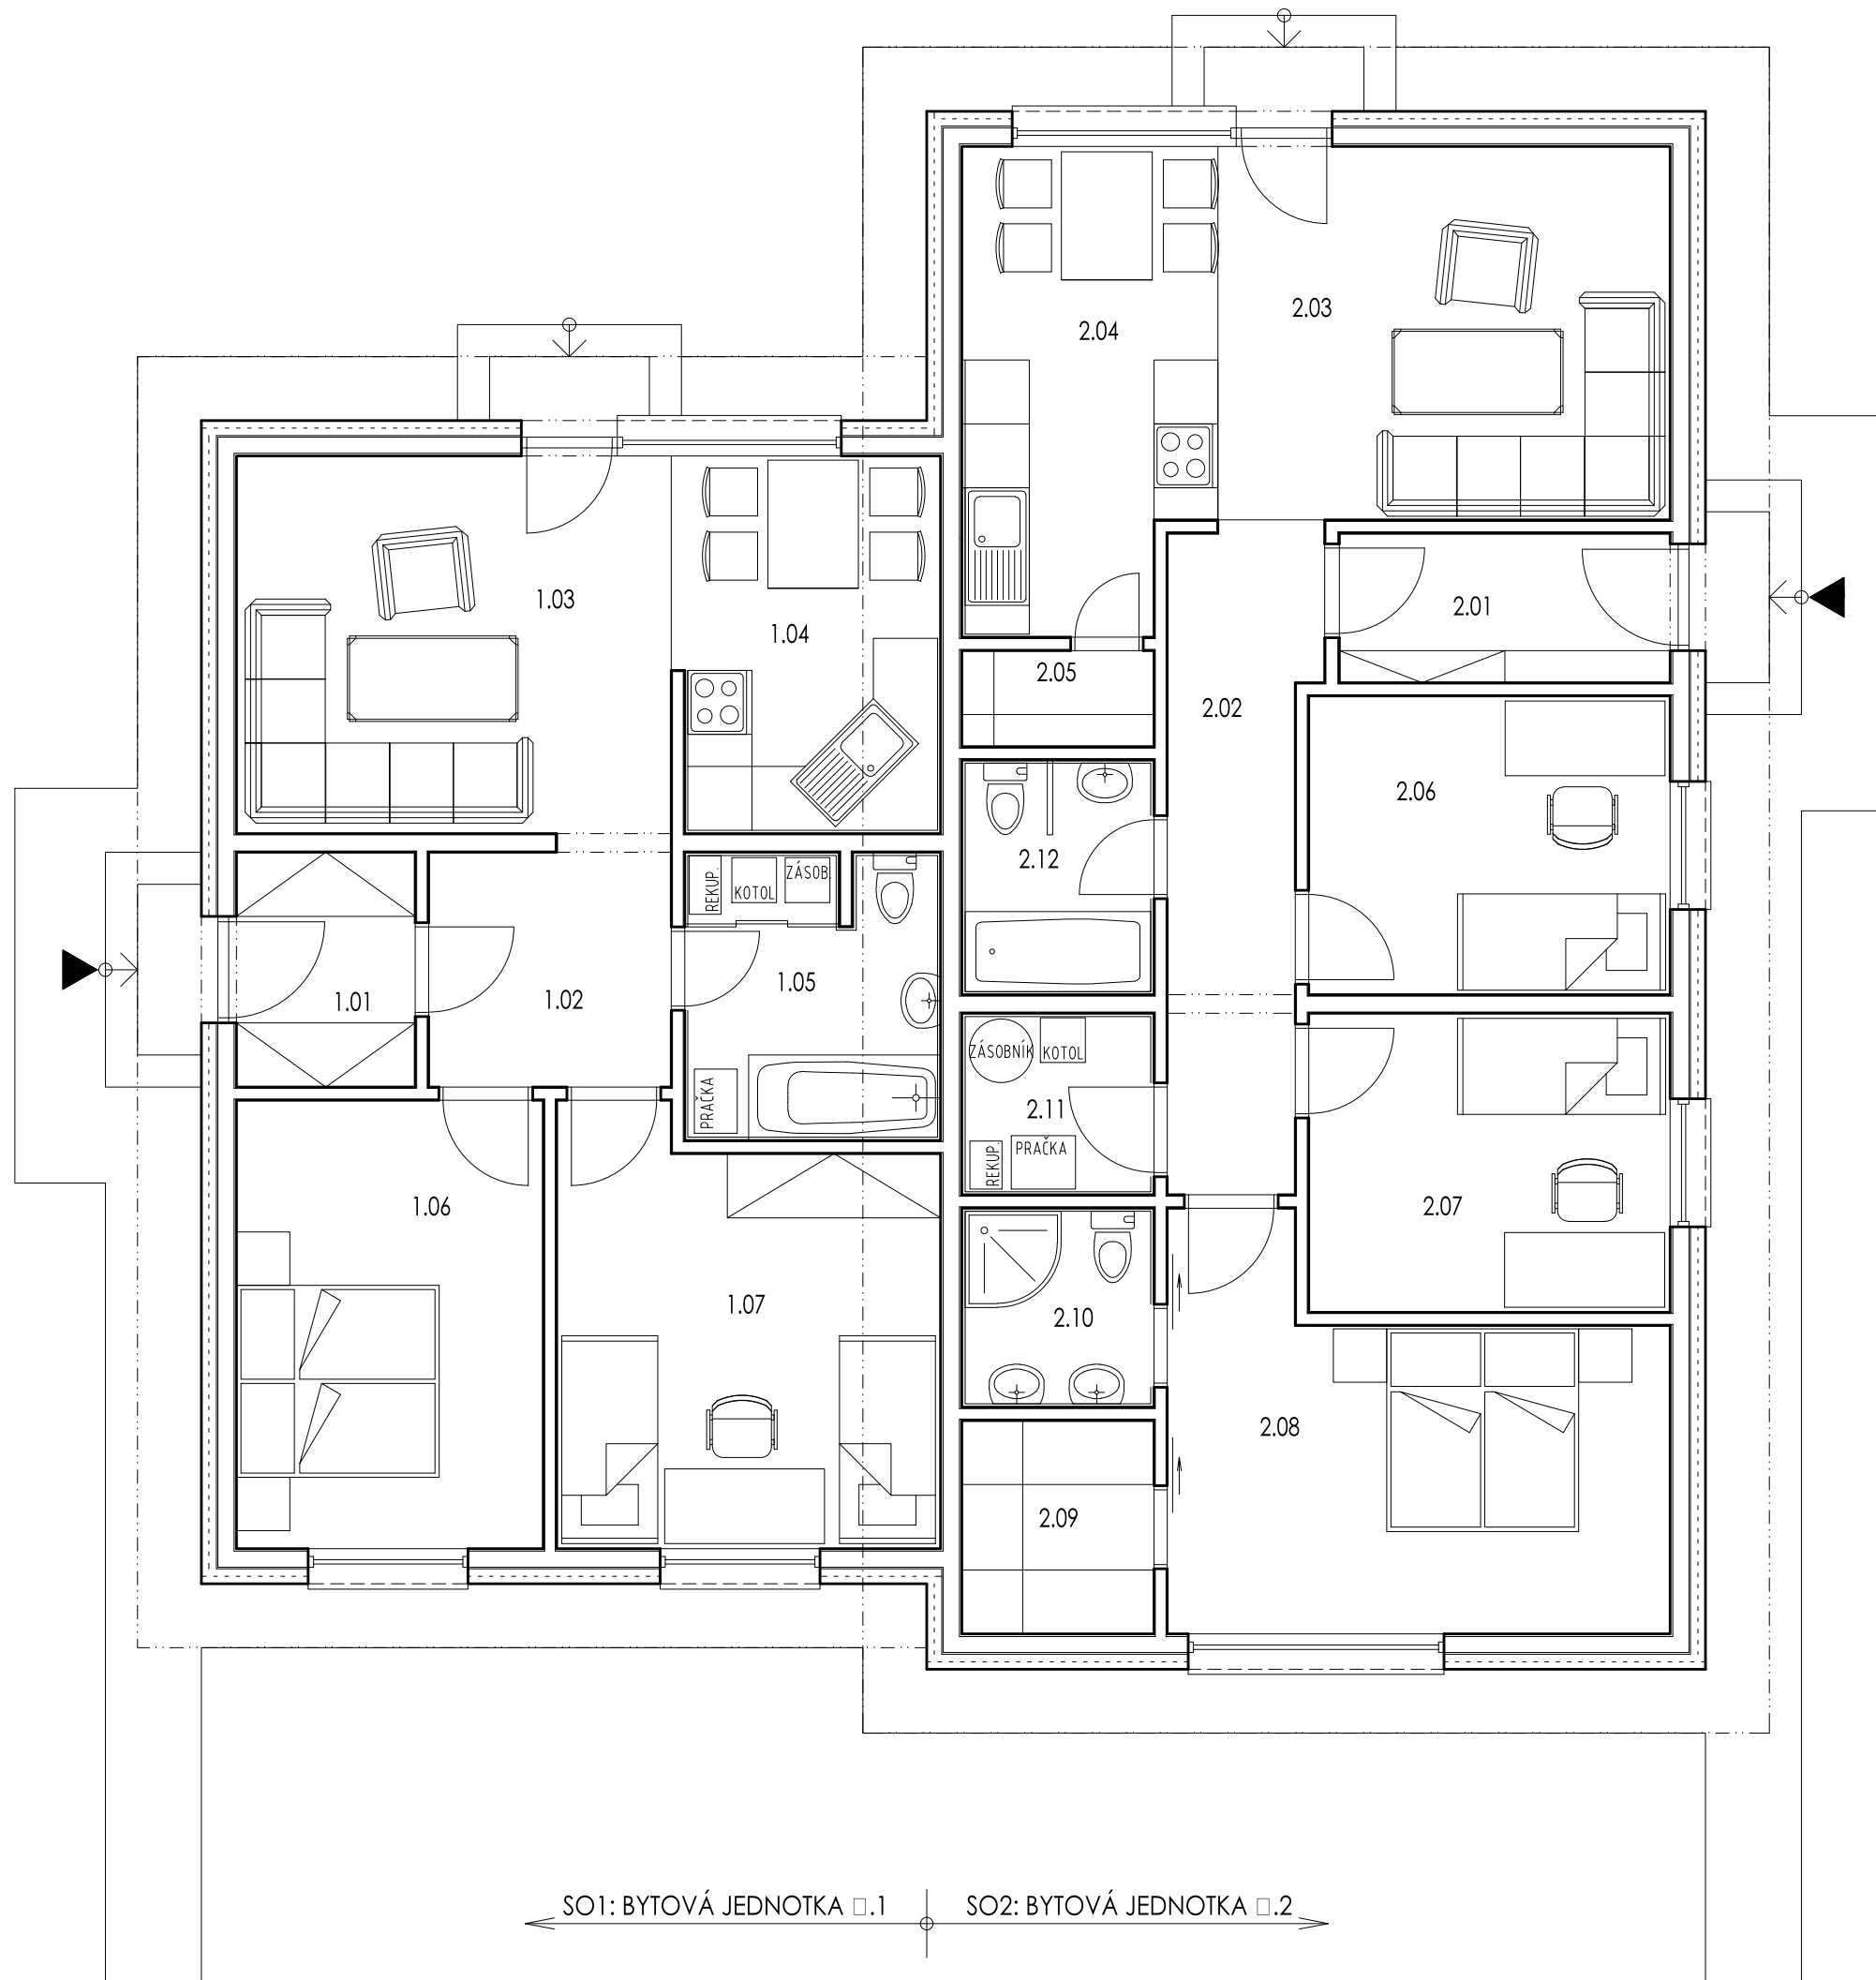 2.03
2.04
1.03
2.01
1.04
2.05
2.02
2.06
2.12
REKUP.
KOTOL
ZÁSOB.
1.05
1.02
1.01
ZÁSOBNÍK
KOTOL
PRAČKA
2.11
REKUP.
PRAČKA
1.06
2.07
1.07
2.10
2.08
2.09
SO1: BYTOVÁ JEDNOTKA □.1
SO2: BYTOVÁ JEDNOTKA □.2